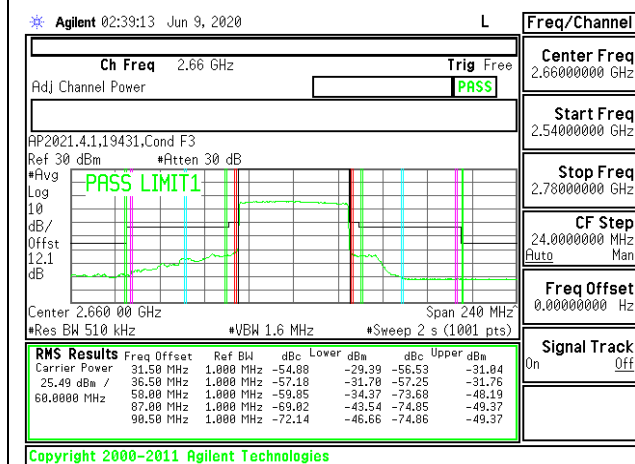 Agilent 02:39:13 Jun 9, 2020 L Freq/Channel
Ch Freq 2.66 GHz Trig Free
Adj Channel Power PASS
Center Freq
2.66000000 GHz
Start Freq
2.54000000 GHz
Stop Freq
2.78000000 GHz
CF Step
24.0000000 MHz
Auto Man
Freq Offset
0.00000000 Hz
Signal Track
On Off
AP2021.4.1,19431,Cond F3
Ref 30 dBm #Atten 30 dB
#Avg
Log
10
dB/
Offst
12.1
dB
PASS LIMIT1
Center 2.660 00 GHz Span 240 MHz^
#Res BW 510 kHz #VBW 1.6 MHz #Sweep 2 s (1001 pts)
RMS Results Freq Offset Ref BW dBc Lower dBm dBc Upper dBm
Carrier Power 31.50 MHz 1.000 MHz -54.88 -29.39 -56.53 -31.04
25.49 dBm / 36.50 MHz 1.000 MHz -57.18 -31.70 -57.25 -31.76
60.0000 MHz 58.00 MHz 1.000 MHz -59.85 -34.37 -73.68 -48.19
87.00 MHz 1.000 MHz -69.02 -43.54 -74.85 -49.37
90.50 MHz 1.000 MHz -72.14 -46.66 -74.86 -49.37
Copyright 2000-2011 Agilent Technologies